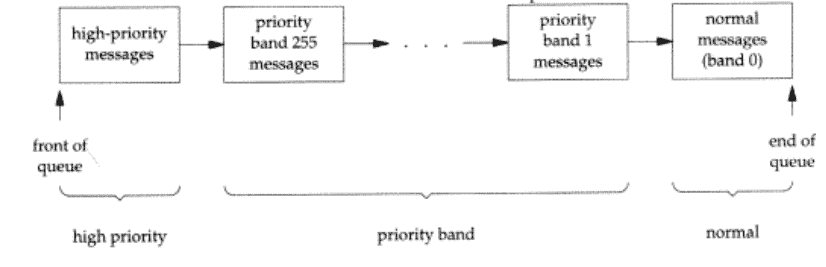 high-priority
messages
priority
band 255
messages
. . .
priority
band 1
messages
normal
messages
(band 0)
front of
queue
end of
queue
high priority
priority band
normal